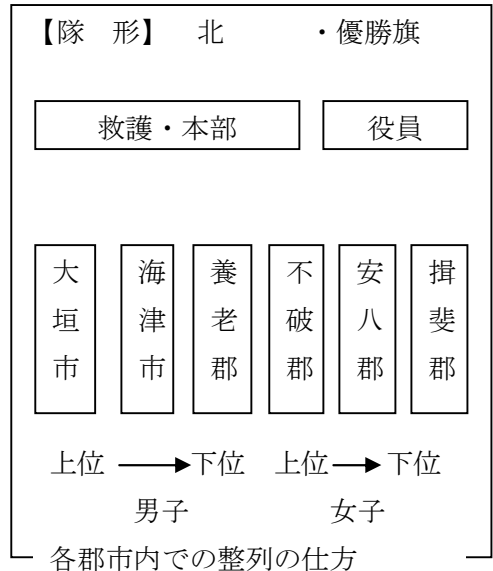 【隊　形】　北　　　・優勝旗
救護・本部　役員
大垣市　海津市　養老郡　不破郡　安八郡　揖斐郡
上位　下位　上位　下位
男子　女子
各郡市内での整列の仕方